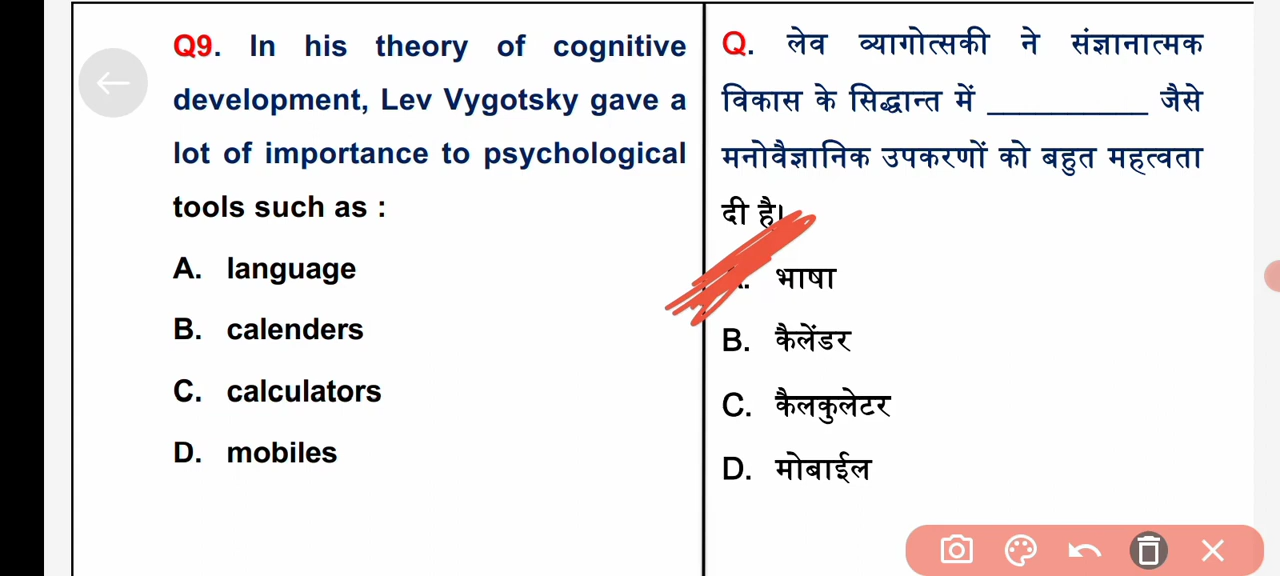 Q9. In his theory of cognitive
development, Lev Vygotsky gave a
lot of importance to psychological
tools such as :
A. language
B. calenders
C. calculators
D. mobiles
Q. लेव व्यागोत्सकी ने संज्ञानात्मक
विकास के सिद्धान्त में __________ जैसे
मनोवैज्ञानिक उपकरणों को बहुत महत्वता
दी है।
भाषा
B. कैलेंडर
C. कैलकुलेटर
D. मोबाईल